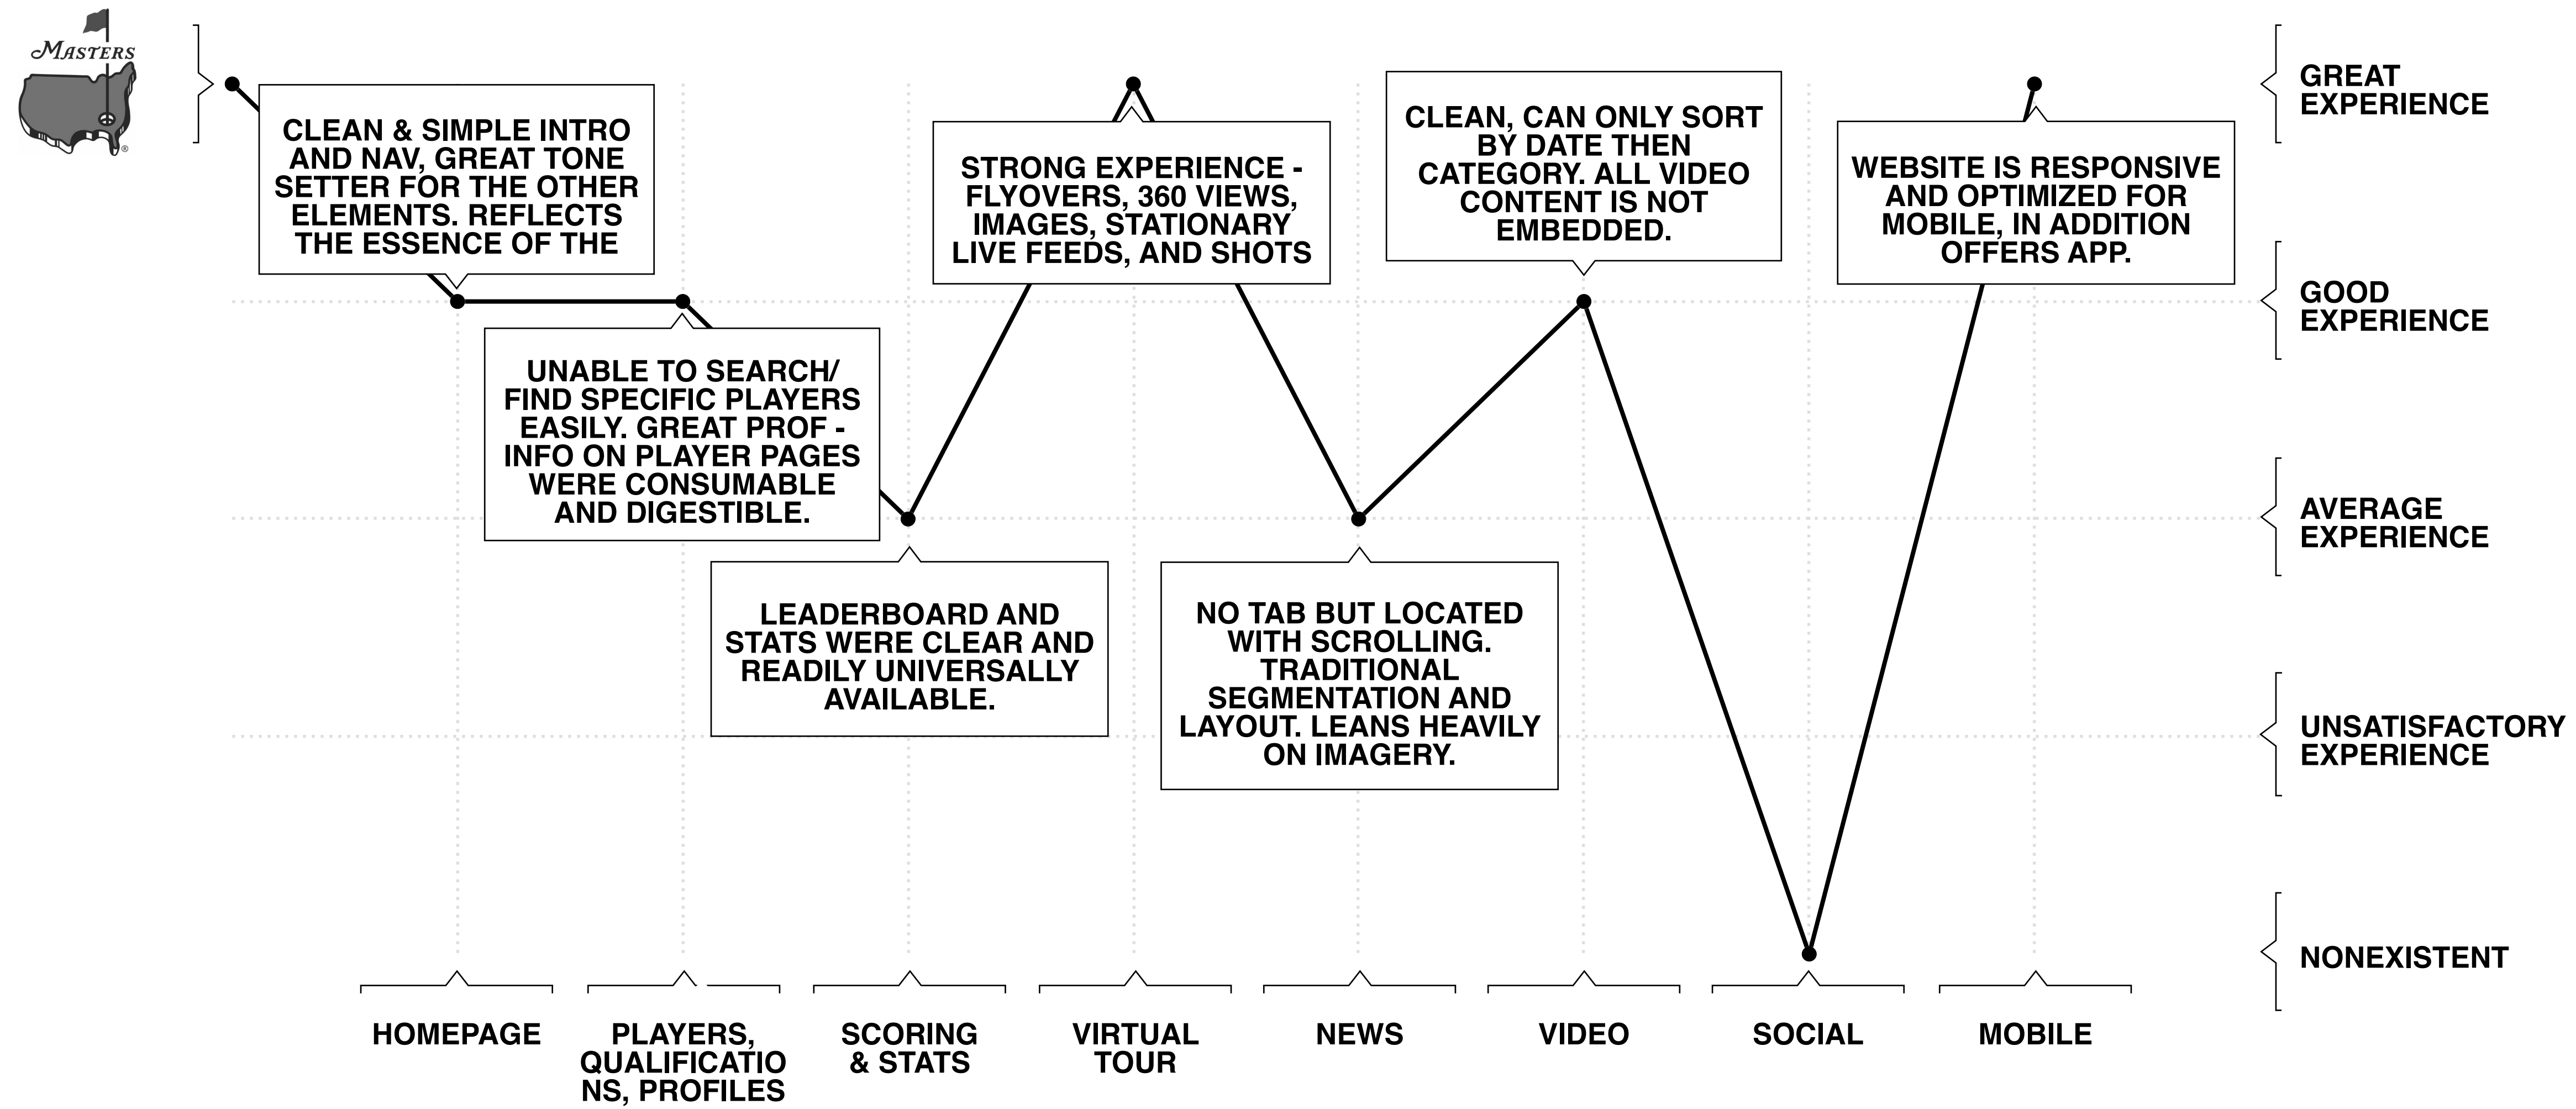 MASTERS
®
CLEAN & SIMPLE INTRO
AND NAV, GREAT TONE
SETTER FOR THE OTHER
ELEMENTS. REFLECTS
THE ESSENCE OF THE
UNABLE TO SEARCH/
FIND SPECIFIC PLAYERS
EASILY. GREAT PROF -
INFO ON PLAYER PAGES
WERE CONSUMABLE
AND DIGESTIBLE.
LEADERBOARD AND
STATS WERE CLEAR AND
READILY UNIVERSALLY
AVAILABLE.
STRONG EXPERIENCE -
FLYOVERS, 360 VIEWS,
IMAGES, STATIONARY
LIVE FEEDS, AND SHOTS
NO TAB BUT LOCATED
WITH SCROLLING.
TRADITIONAL
SEGMENTATION AND
LAYOUT. LEANS HEAVILY
ON IMAGERY.
CLEAN, CAN ONLY SORT
BY DATE THEN
CATEGORY. ALL VIDEO
CONTENT IS NOT
EMBEDDED.
WEBSITE IS RESPONSIVE
AND OPTIMIZED FOR
MOBILE, IN ADDITION
OFFERS APP.
GREAT
EXPERIENCE
GOOD
EXPERIENCE
AVERAGE
EXPERIENCE
UNSATISFACTORY
EXPERIENCE
NONEXISTENT
HOMEPAGE
PLAYERS,
QUALIFICATIO
NS, PROFILES
SCORING
& STATS
VIRTUAL
TOUR
NEWS
VIDEO
SOCIAL
MOBILE